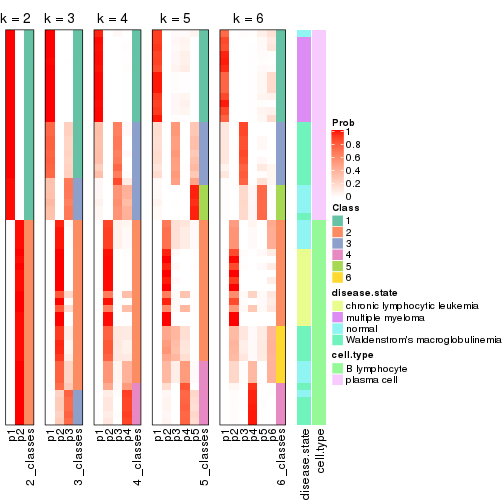 k = 2 k = 3 k = 4 k = 5 k = 6
Prob
1
0.8
0.6
0.4
0.2
0
Class
1
2
3
4
5
6
disease.state
chronic lymphocytic leukemia
multiple myeloma
normal
Waldenstrom's macroglobulinemia
cell.type
B lymphocyte
plasma cell
p1 p2 2_classes p1 p2 p3 3_classes p1 p2 p3 p4 4_classes p1 p2 p3 p4 p5 5_classes p1 p2 p3 p4 p5 p6 6_classes disease.state cell.type